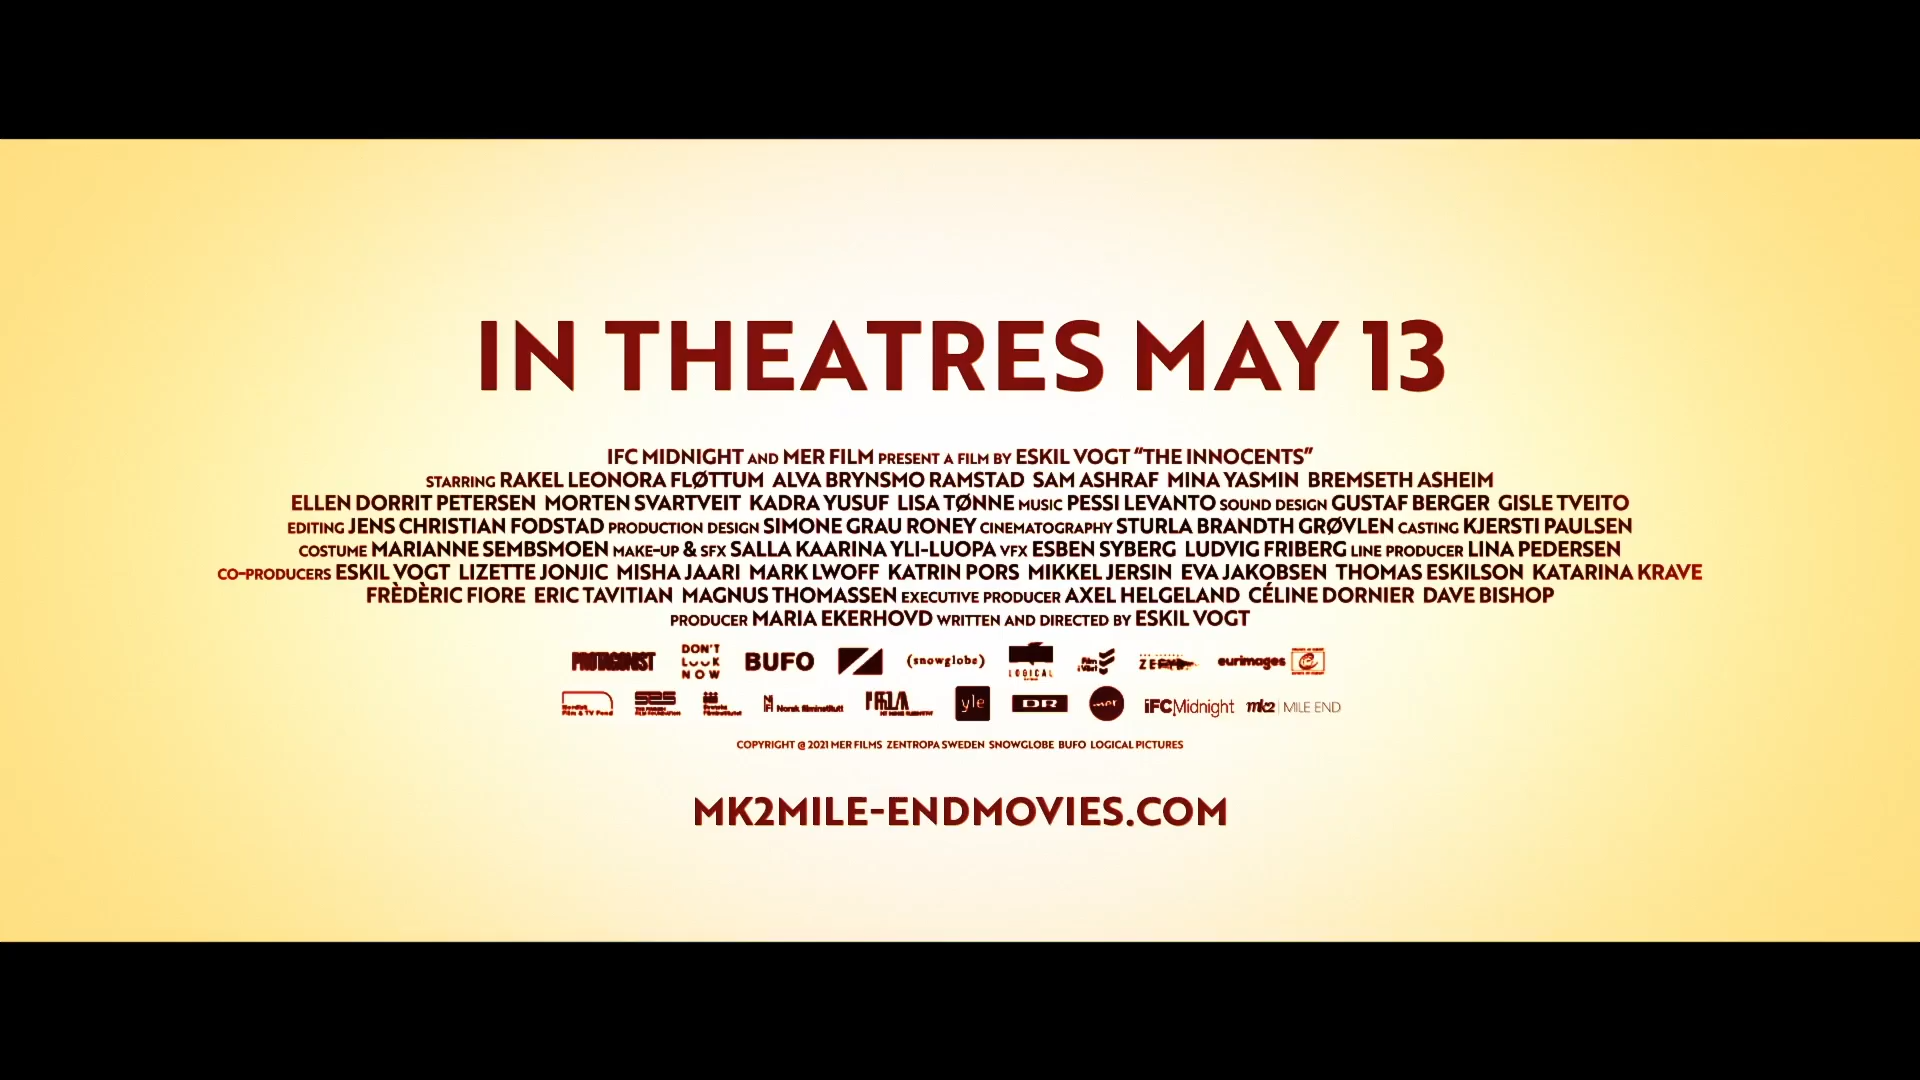 IN THEATRES MAY 13
IFC MIDNIGHT AND MER FILM PRESENT A FILM BY ESKIL VOGT "THE INNOCENTS"
STARRING RAKEL LEONORA FLØTTUM ALVA BRYNSMO RAMSTAD SAM ASHRAF MINA YASMIN BREMSETH ASHEIM
ELLEN DORRIT PETERSEN MORTEN SVARTVEIT KADRA YUSUF LISA TØNNE MUSIC PESSI LEVANTO SOUND DESIGN GUSTAF BERGER GISLE TVEITO
EDITING JENS CHRISTIAN FODSTAD PRODUCTION DESIGN SIMONE GRAU RONEY CINEMATOGRAPHY STURLA BRANDTH GRØVLEN CASTING KJERSTI PAULSEN
COSTUME MARIANNE SEMBSMOEN MAKE-UP & SFX SALLA KAARINA YLI-LUOPA VFX ESBEN SYBERG LUDVIG FRIBERG LINE PRODUCER LINA PEDERSEN
CO-PRODUCERS ESKIL VOGT LIZETTE JONJIC MISHA JAARI MARK LWOFF KATRIN PORS MIKKEL JERSIN EVA JAKOBSEN THOMAS ESKILSON KATARINA KRAVE
FRÈDÈRIC FIORE ERIC TAVITIAN MAGNUS THOMASSEN EXECUTIVE PRODUCER AXEL HELGELAND CÉLINE DORNIER DAVE BISHOP
PRODUCER MARIA EKERHOVD WRITTEN AND DIRECTED BY ESKIL VOGT
PROTAGONIST DON'T LOOK NOW BUFO (snowglobe) LOGICAL eurimages
Norsk filminstitutt yle DR mer IFC Midnight mk2 MILE END
COPYRIGHT @ 2021 MER FILMS ZENTROPA SWEDEN SNOWGLOBE BUFO LOGICAL PICTURES
MK2MILE-ENDMOVIES.COM